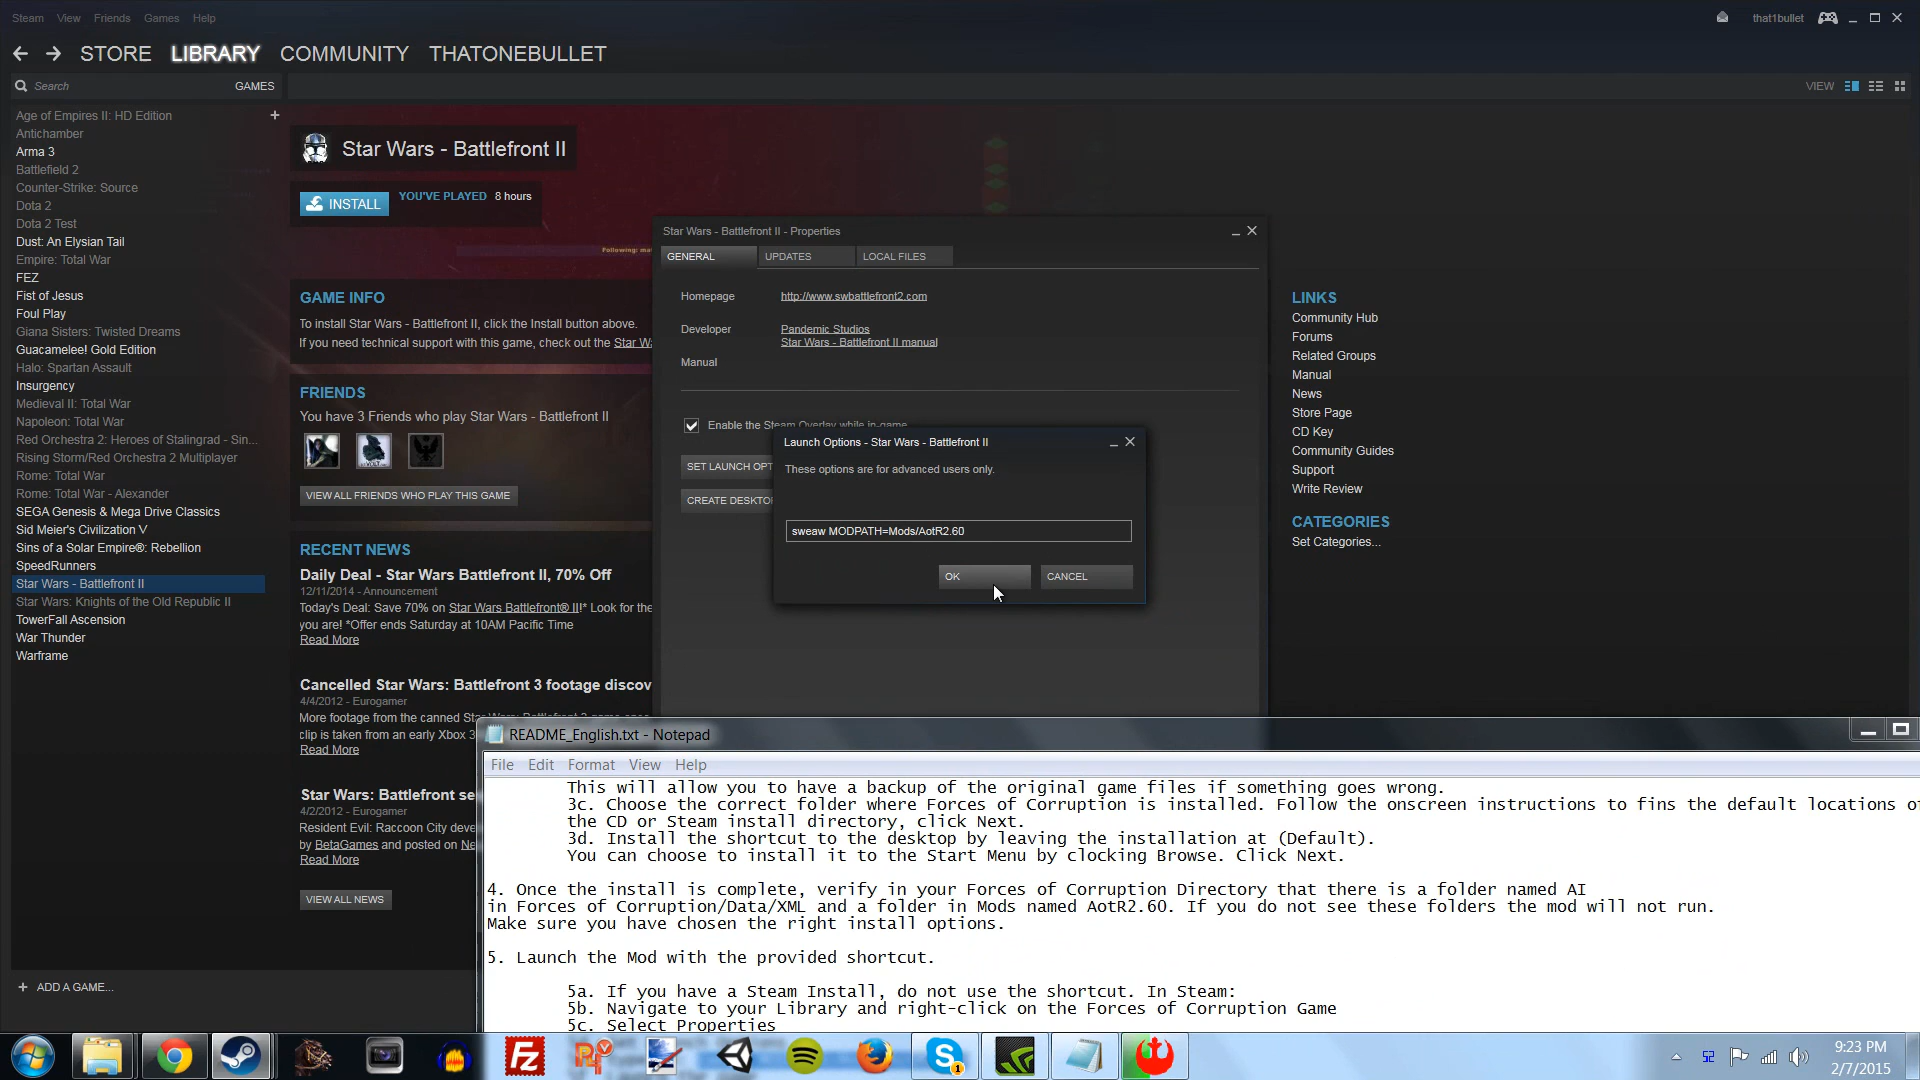 Steam View Friends Games Help
that1bullet
STORE LIBRARY COMMUNITY THATONEBULLET
Search GAMES
VIEW
Age of Empires II: HD Edition
Antichamber
Arma 3
Battlefield 2
Counter-Strike: Source
Dota 2
Dota 2 Test
Dust: An Elysian Tail
Empire: Total War
FEZ
Fist of Jesus
Foul Play
Giana Sisters: Twisted Dreams
Guacamelee! Gold Edition
Halo: Spartan Assault
Insurgency
Medieval II: Total War
Napoleon: Total War
Red Orchestra 2: Heroes of Stalingrad - Sin...
Rising Storm/Red Orchestra 2 Multiplayer
Rome: Total War
Rome: Total War - Alexander
SEGA Genesis & Mega Drive Classics
Sid Meier's Civilization V
Sins of a Solar Empire®: Rebellion
SpeedRunners
Star Wars - Battlefront II
Star Wars: Knights of the Old Republic II
TowerFall Ascension
War Thunder
Warframe
+ ADD A GAME...
Star Wars - Battlefront II
INSTALL
YOU'VE PLAYED 8 hours
Following:
GAME INFO
To install Star Wars - Battlefront II, click the Install button above.
If you need technical support with this game, check out the Star W
FRIENDS
You have 3 Friends who play Star Wars - Battlefront II
VIEW ALL FRIENDS WHO PLAY THIS GAME
RECENT NEWS
Daily Deal - Star Wars Battlefront II, 70% Off
12/11/2014 - Announcement
Today's Deal: Save 70% on Star Wars Battlefront® II!* Look for the
you are! *Offer ends Saturday at 10AM Pacific Time
Read More
Cancelled Star Wars: Battlefront 3 footage discov
4/4/2012 - Eurogamer
More footage from the canned
clip is taken from an early Xbox 3
Read More
Star Wars: Battlefront se
4/2/2012 - Eurogamer
Resident Evil: Raccoon City deve
by BetaGames and posted on Ne
Read More
VIEW ALL NEWS
Star Wars - Battlefront II - Properties
GENERAL UPDATES LOCAL FILES
Homepage http://www.swbattlefront2.com
Developer Pandemic Studios
Star Wars - Battlefront II manual
Manual
Enable the Steam Overlay while in-game
SET LAUNCH OPT
CREATE DESKTO
Launch Options - Star Wars - Battlefront II
These options are for advanced users only.
sweaw MODPATH=Mods/AotR2.60
OK CANCEL
LINKS
Community Hub
Forums
Related Groups
Manual
News
Store Page
CD Key
Community Guides
Support
Write Review
CATEGORIES
Set Categories...
README_English.txt - Notepad
File Edit Format View Help
This will allow you to have a backup of the original game files if something goes wrong.
3c. Choose the correct folder where Forces of Corruption is installed. Follow the onscreen instructions to fins the default locations o
the CD or Steam install directory, click Next.
3d. Install the shortcut to the desktop by leaving the installation at (Default).
You can choose to install it to the Start Menu by clocking Browse. Click Next.
4. Once the install is complete, verify in your Forces of Corruption Directory that there is a folder named AI
in Forces of Corruption/Data/XML and a folder in Mods named AotR2.60. If you do not see these folders the mod will not run.
Make sure you have chosen the right install options.
5. Launch the Mod with the provided shortcut.
5a. If you have a Steam Install, do not use the shortcut. In Steam:
5b. Navigate to your Library and right-click on the Forces of Corruption Game
5c. Select Properties
9:23 PM
2/7/2015